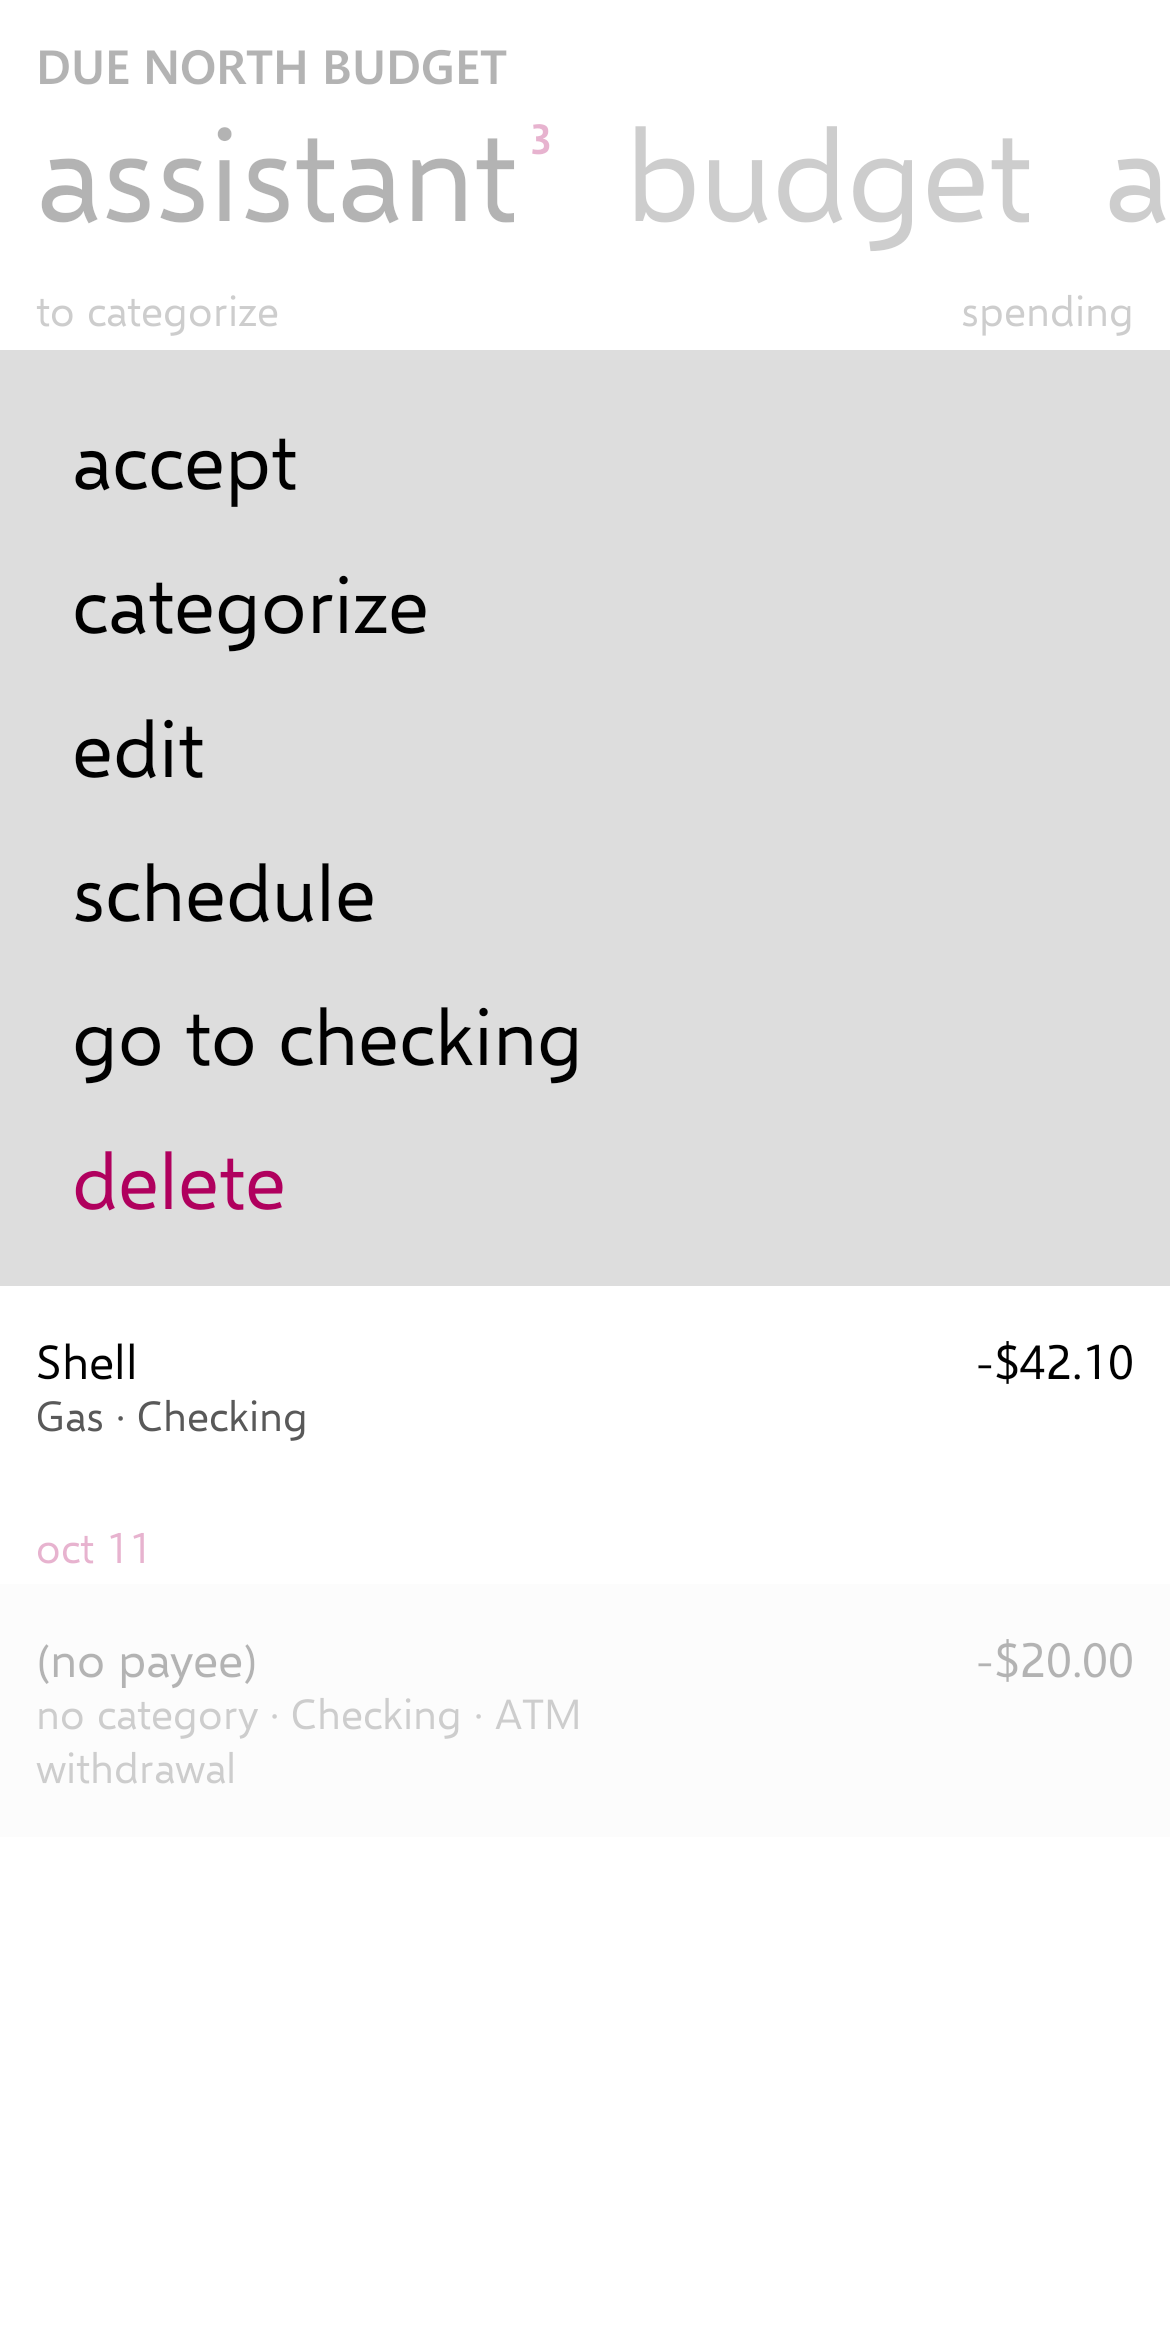 DUE NORTH BUDGET
assistant 3 budget a
to categorize spending
accept
categorize
edit
schedule
go to checking
delete
Shell -$42.10
Gas · Checking
oct 11
(no payee) -$20.00
no category · Checking · ATM
withdrawal